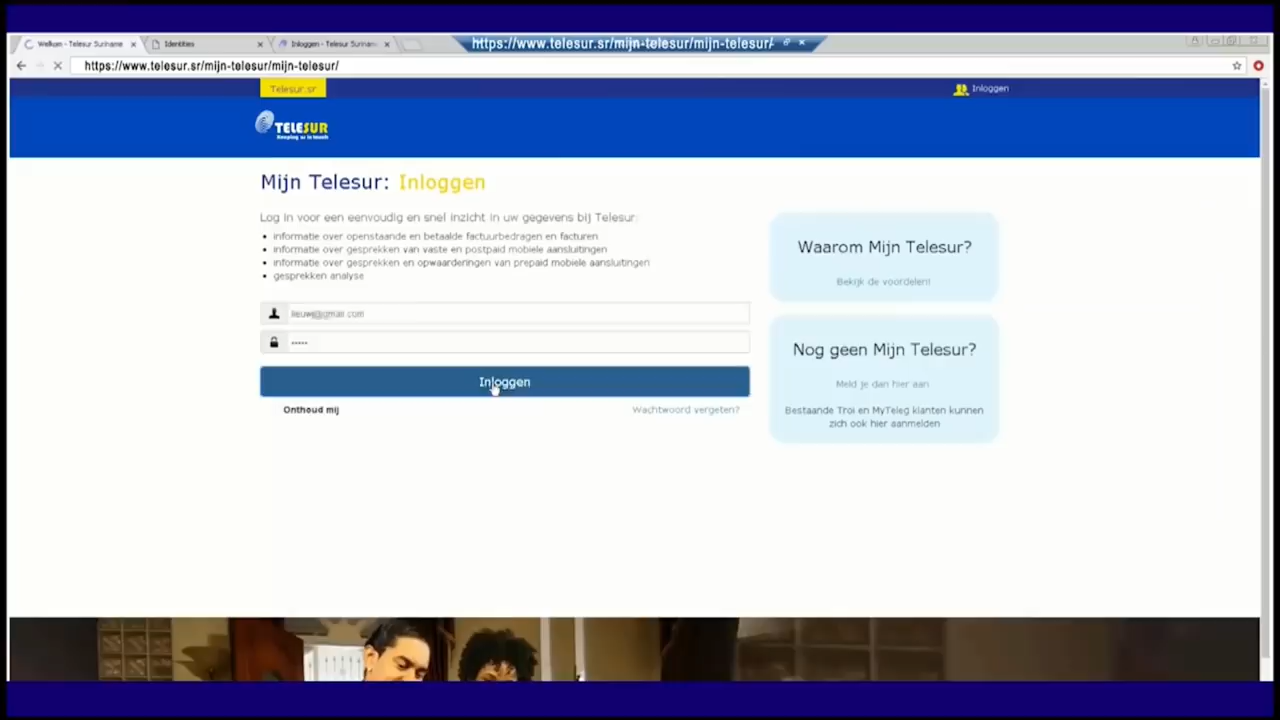 Welkom - Telesur Suriname
Identities
Inloggen - Telesur Surinam
https://www.telesur.sr/mijn-telesur/mijn-telesur/
https://www.telesur.sr/mijn-telesur/mijn-telesur/
Telesur.sr
Inloggen
TELESUR
Keeping us in touch
Mijn Telesur: Inloggen
Log in voor een eenvoudig en snel inzicht in uw gegevens bij Telesur:
informatie over openstaande en betaalde factuurbedragen en facturen
informatie over gesprekken van vaste en postpaid mobiele aansluitingen
informatie over gesprekken en opwaarderingen van prepaid mobiele aansluitingen
gesprekken analyse
Inloggen
Onthoud mij
Wachtwoord vergeten?
Waarom Mijn Telesur?
Bekijk de voordelen!
Nog geen Mijn Telesur?
Meld je dan hier aan
Bestaande Troi en MyTeleg klanten kunnen
zich ook hier aanmelden